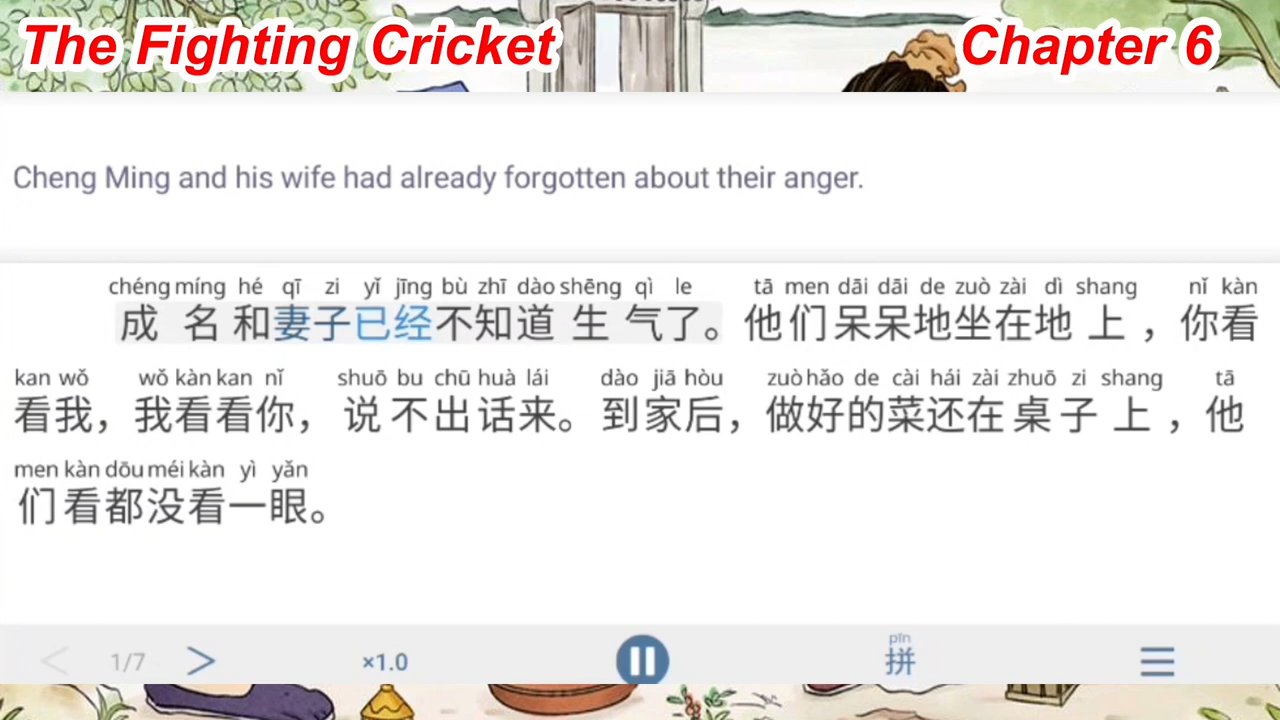 The Fighting Cricket
Chapter 6
Cheng Ming and his wife had already forgotten about their anger.
chéng míng hé qī zi yǐ jīng bù zhī dào shēng qì le tā men dāi dāi de zuò zài dì shang nǐ kàn
成名和妻子已经不知道生气了。他们呆呆地坐在地上，你看
kan wǒ wǒ kàn kan nǐ shuō bu chū huà lái dào jiā hòu zuò hǎo de cài hái zài zhuō zi shang tā
看我，我看看你，说不出话来。到家后，做好的菜还在桌子上，他
men kàn dōu méi kàn yì yǎn
们看都没看一眼。
< 1/7 > ×1.0
pīn
拼